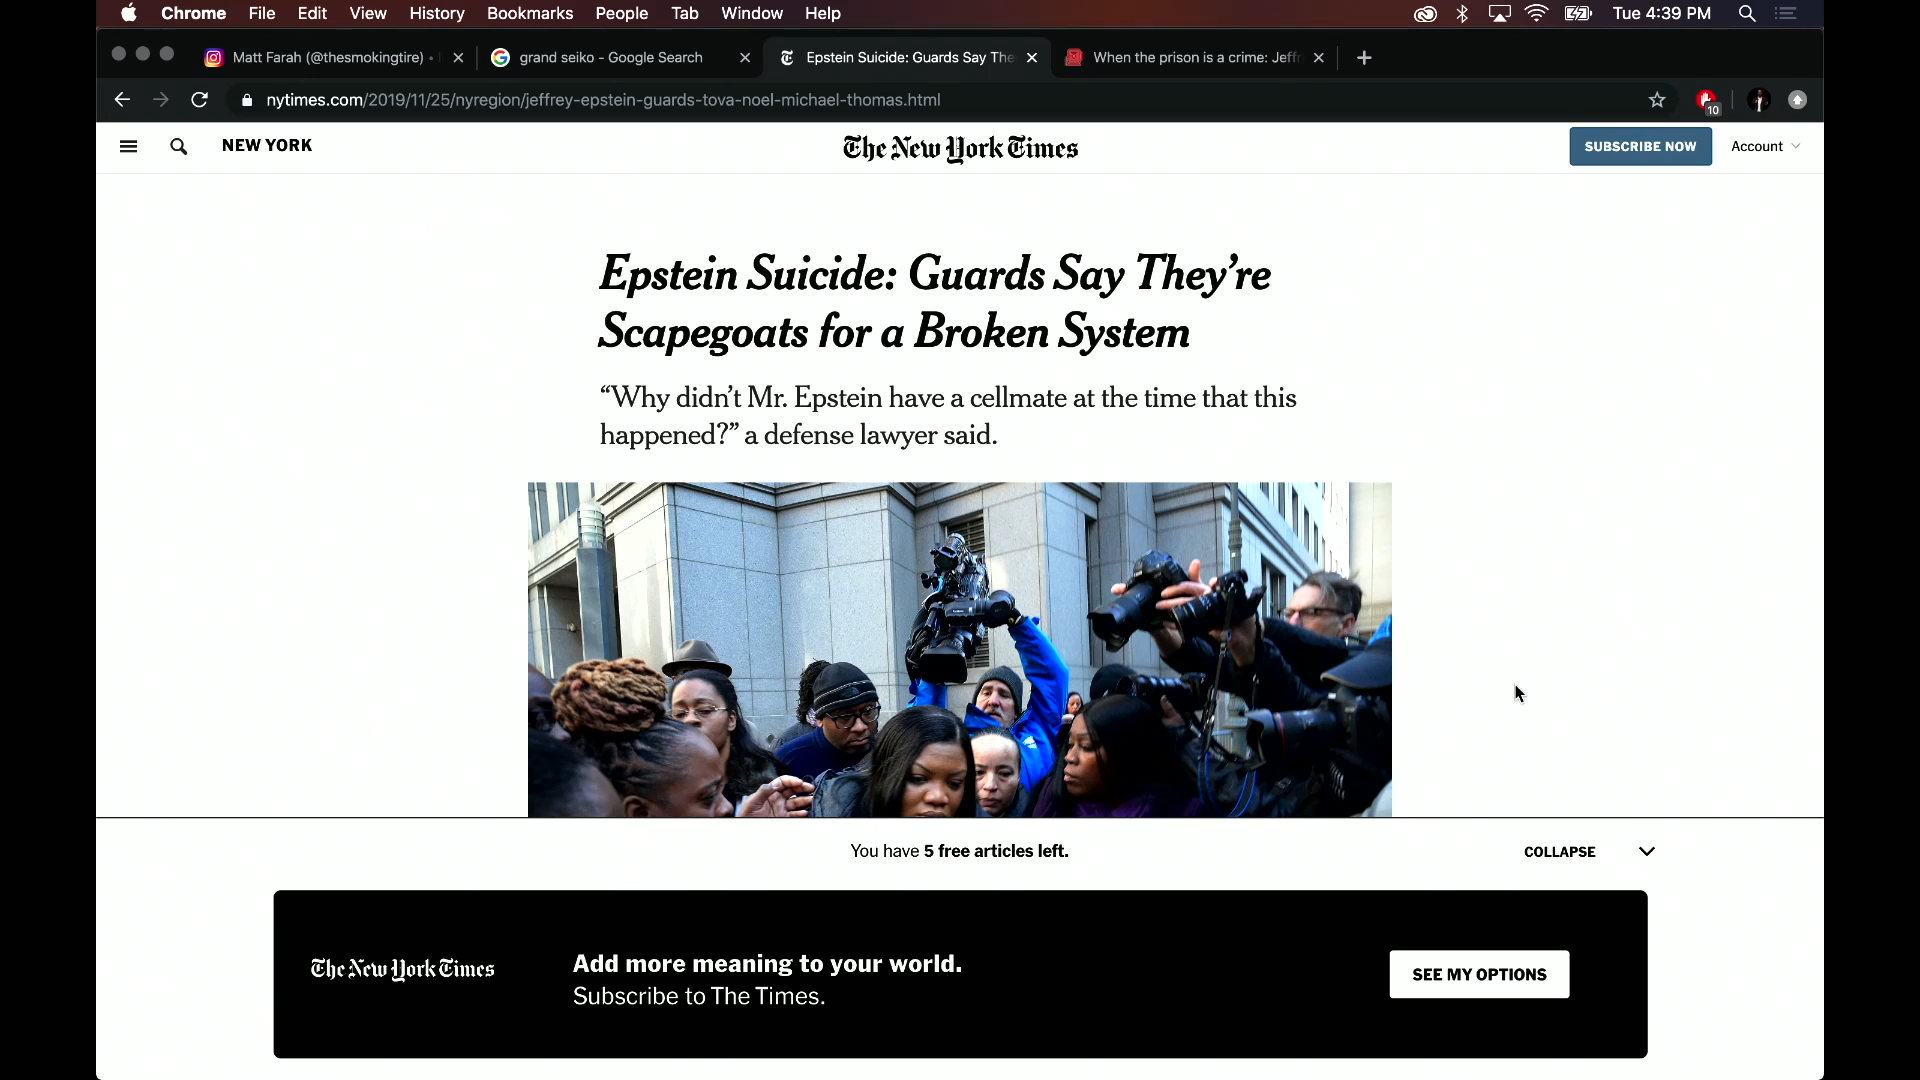 Chrome File Edit View History Bookmarks People Tab Window Help Tue 4:39 PM
Matt Farah (@thesmokingtire) •
grand seiko - Google Search
Epstein Suicide: Guards Say The
When the prison is a crime: Jeff
nytimes.com/2019/11/25/nyregion/jeffrey-epstein-guards-tova-noel-michael-thomas.html
10
NEW YORK
The New York Times
SUBSCRIBE NOW
Account
Epstein Suicide: Guards Say They’re
Scapegoats for a Broken System
“Why didn’t Mr. Epstein have a cellmate at the time that this
happened?” a defense lawyer said.
You have 5 free articles left.
COLLAPSE
The New York Times
Add more meaning to your world.
Subscribe to The Times.
SEE MY OPTIONS